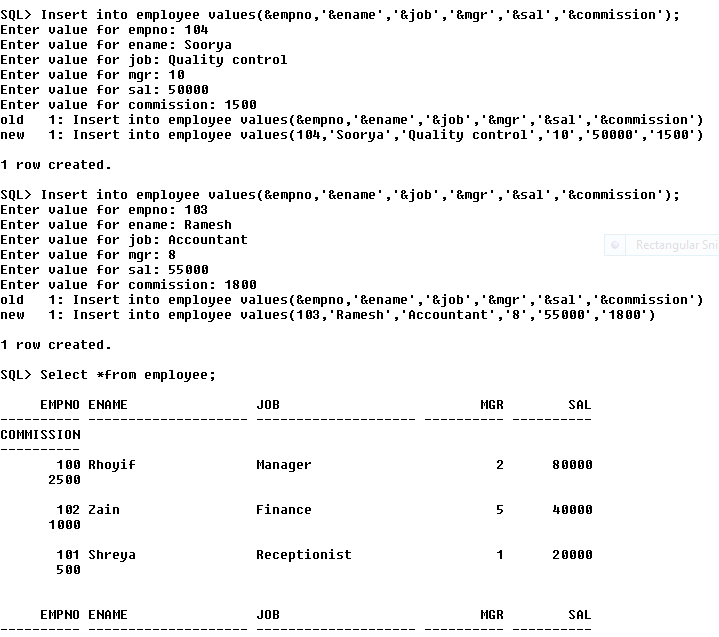 SQL> Insert into employee values(&empno,'&ename','&job','&mgr','&sal','&commission');
Enter value for empno: 104
Enter value for ename: Soorya
Enter value for job: Quality control
Enter value for mgr: 10
Enter value for sal: 50000
Enter value for commission: 1500
old   1: Insert into employee values(&empno,'&ename','&job','&mgr','&sal','&commission')
new   1: Insert into employee values(104,'Soorya','Quality control','10','50000','1500')
1 row created.
SQL> Insert into employee values(&empno,'&ename','&job','&mgr','&sal','&commission');
Enter value for empno: 103
Enter value for ename: Ramesh
Enter value for job: Accountant
Rectangular Sni
Enter value for mgr: 8
Enter value for sal: 55000
Enter value for commission: 1800
old   1: Insert into employee values(&empno,'&ename','&job','&mgr','&sal','&commission')
new   1: Insert into employee values(103,'Ramesh','Accountant','8','55000','1800')
1 row created.
SQL> Select *from employee;
     EMPNO ENAME                JOB                         MGR        SAL
---------- -------------------- -------------------- ---------- ----------
COMMISSION
----------
       100 Rhoyif               Manager                       2      80000
      2500
       102 Zain                 Finance                       5      40000
      1000
       101 Shreya               Receptionist                  1      20000
       500
     EMPNO ENAME                JOB                         MGR        SAL
---------- -------------------- -------------------- ---------- ----------